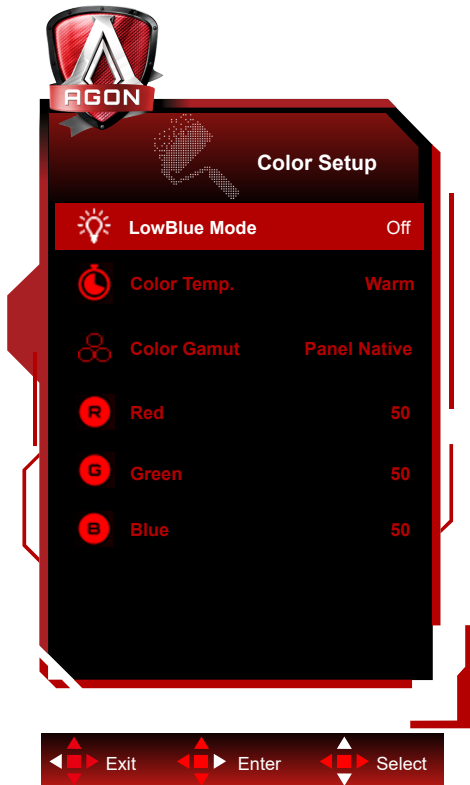 AGON
Color Setup
LowBlue Mode Off
Color Temp. Warm
Color Gamut Panel Native
R Red 50
G Green 50
B Blue 50
Exit Enter Select